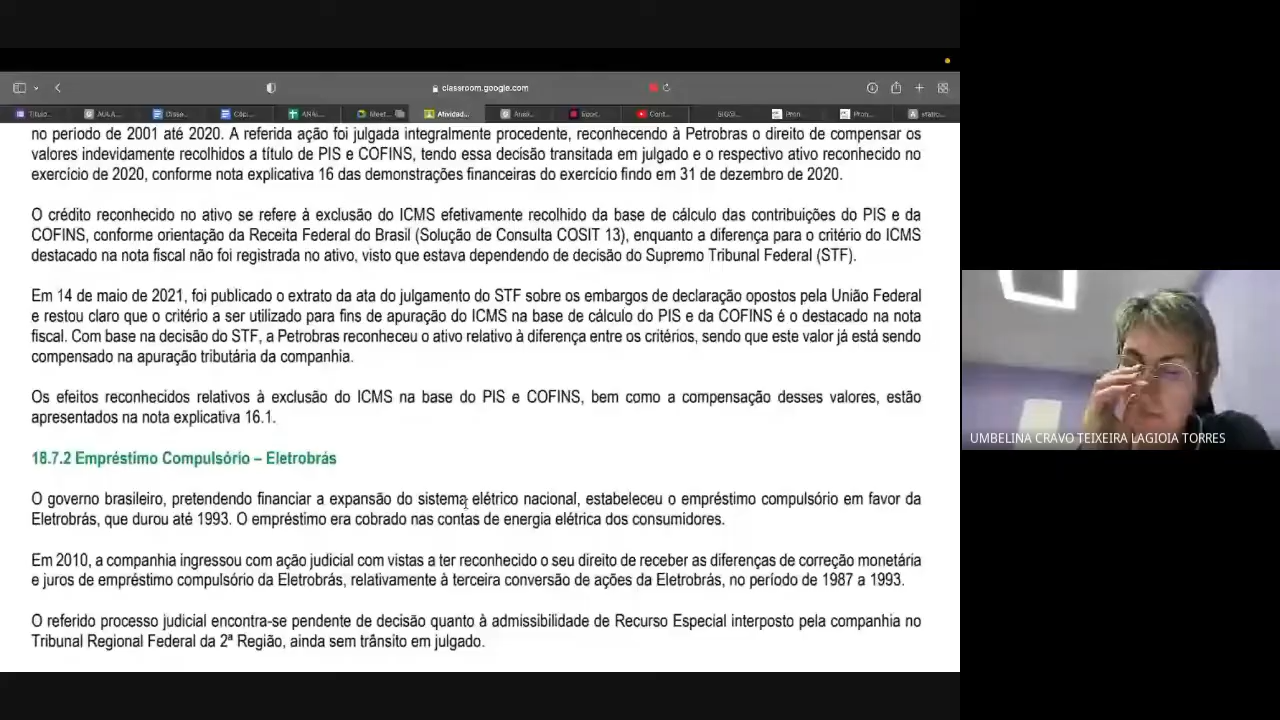 classroom.google.com
Título...
AULA...
Disse...
Capí...
ANÁL...
Meet...
Atividad...
Spot...
Cont...
Pron...
Pron...
no período de 2001 até 2020. A referida ação foi julgada integralmente procedente, reconhecendo à Petrobras o direito de compensar os
valores indevidamente recolhidos a título de PIS e COFINS, tendo essa decisão transitada em julgado e o respectivo ativo reconhecido no
exercício de 2020, conforme nota explicativa 16 das demonstrações financeiras do exercício findo em 31 de dezembro de 2020.
O crédito reconhecido no ativo se refere à exclusão do ICMS efetivamente recolhido da base de cálculo das contribuições do PIS e da
COFINS, conforme orientação da Receita Federal do Brasil (Solução de Consulta COSIT 13), enquanto a diferença para o critério do ICMS
destacado na nota fiscal não foi registrada no ativo, visto que estava dependendo de decisão do Supremo Tribunal Federal (STF).
Em 14 de maio de 2021, foi publicado o extrato da ata do julgamento do STF sobre os embargos de declaração opostos pela União Federal
e restou claro que o critério a ser utilizado para fins de apuração do ICMS na base de cálculo do PIS e da COFINS é o destacado na nota
fiscal. Com base na decisão do STF, a Petrobras reconheceu o ativo relativo à diferença entre os critérios, sendo que este valor já está sendo
compensado na apuração tributária da companhia.
Os efeitos reconhecidos relativos à exclusão do ICMS na base do PIS e COFINS, bem como a compensação desses valores, estão
apresentados na nota explicativa 16.1.
18.7.2 Empréstimo Compulsório – Eletrobrás
O governo brasileiro, pretendendo financiar a expansão do sistema elétrico nacional, estabeleceu o empréstimo compulsório em favor da
Eletrobrás, que durou até 1993. O empréstimo era cobrado nas contas de energia elétrica dos consumidores.
Em 2010, a companhia ingressou com ação judicial com vistas a ter reconhecido o seu direito de receber as diferenças de correção monetária
e juros de empréstimo compulsório da Eletrobrás, relativamente à terceira conversão de ações da Eletrobrás, no período de 1987 a 1993.
O referido processo judicial encontra-se pendente de decisão quanto à admissibilidade de Recurso Especial interposto pela companhia no
Tribunal Regional Federal da 2ª Região, ainda sem trânsito em julgado.
UMBELINA CRAVO TEIXEIRA LAGIOIA TORRES